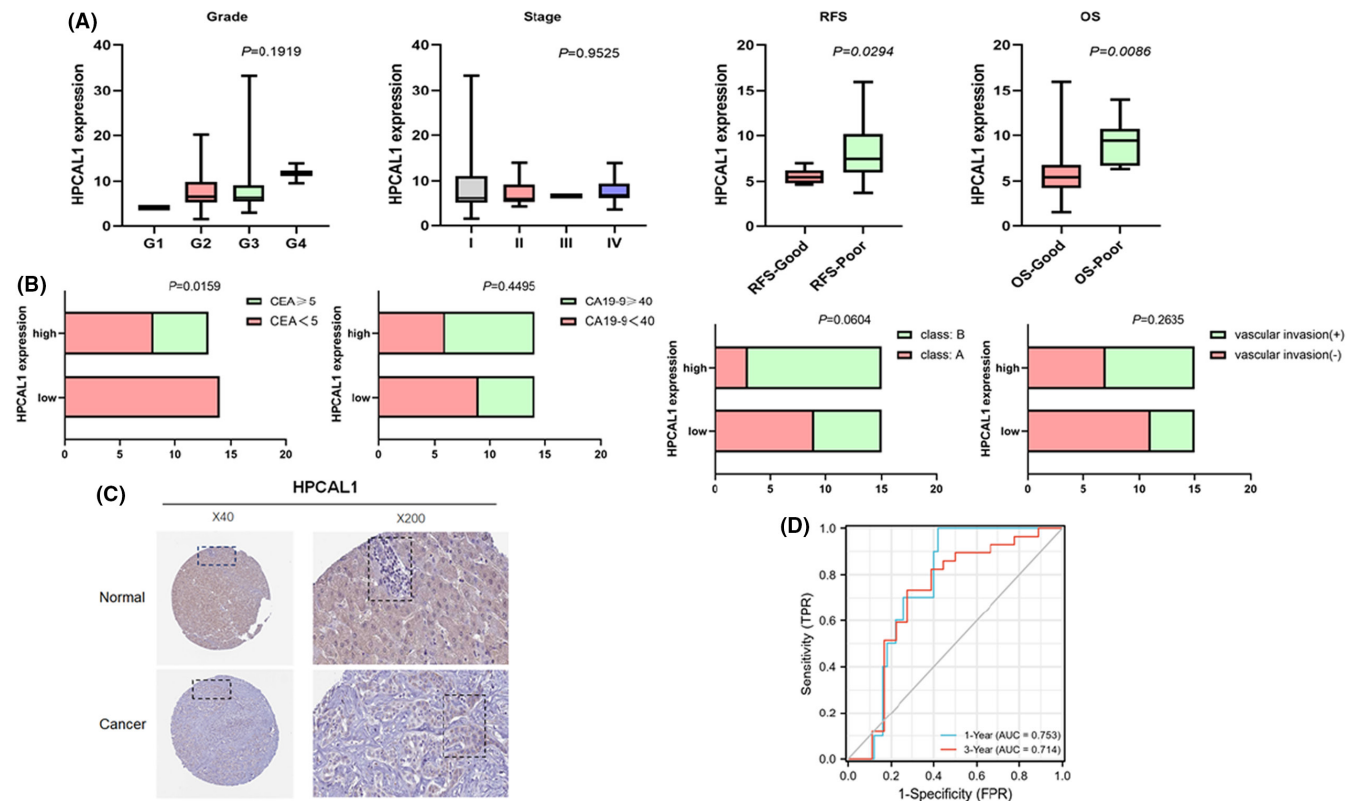 (A)
Grade
P=0.1919
HPCAL1 expression
40
30
20
10
0
G1 G2 G3 G4
Stage
P=0.9525
HPCAL1 expression
40
30
20
10
0
I II III IV
RFS
P=0.0294
HPCAL1 expression
20
15
10
5
0
RFS-Good RFS-Poor
OS
P=0.0086
HPCAL1 expression
20
15
10
5
0
OS-Good OS-Poor
(B)
P=0.0159
CEA≥5
CEA<5
HPCAL1 expression
high
low
0 5 10 15 20
P=0.4495
CA19-9≥40
CA19-9<40
HPCAL1 expression
high
low
0 5 10 15 20
P=0.0604
class: B
class: A
HPCAL1 expression
high
low
0 5 10 15 20
P=0.2635
vascular invasion(+)
vascular invasion(-)
HPCAL1 expression
high
low
0 5 10 15 20
(C)
HPCAL1
X40 X200
Normal
Cancer
(D)
Sensitivity (TPR)
1.0
0.8
0.6
0.4
0.2
0.0
1-Year (AUC = 0.753)
3-Year (AUC = 0.714)
0.0 0.2 0.4 0.6 0.8 1.0
1-Specificity (FPR)